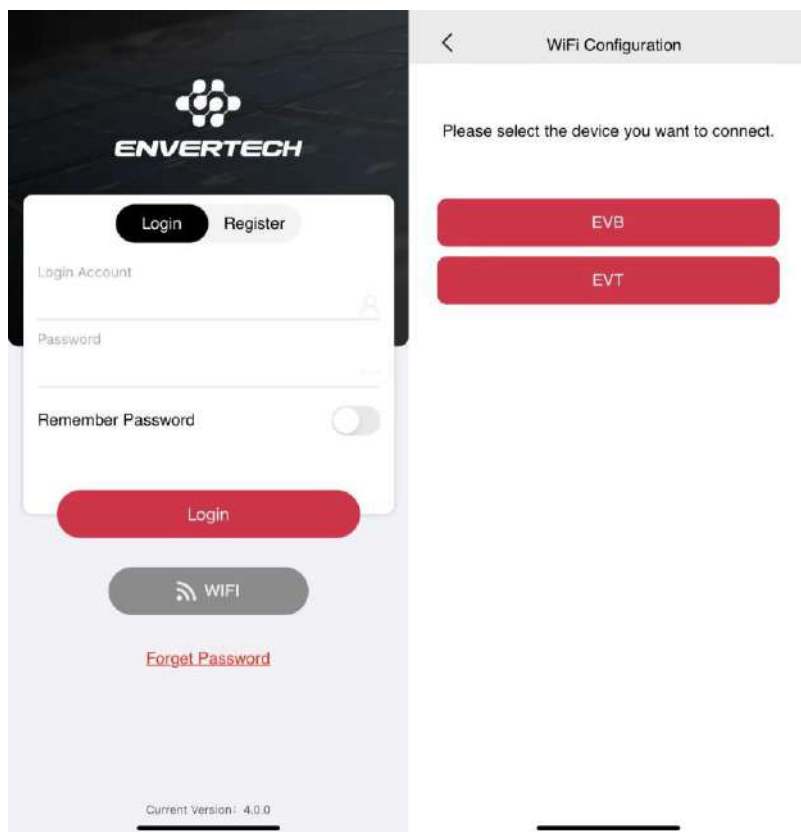 ENVERTECH
Login Register
Login Account
Password
Remember Password
Login
WIFI
Forget Password
Current Version: 4.0.0
WiFi Configuration
Please select the device you want to connect.
EVB
EVT